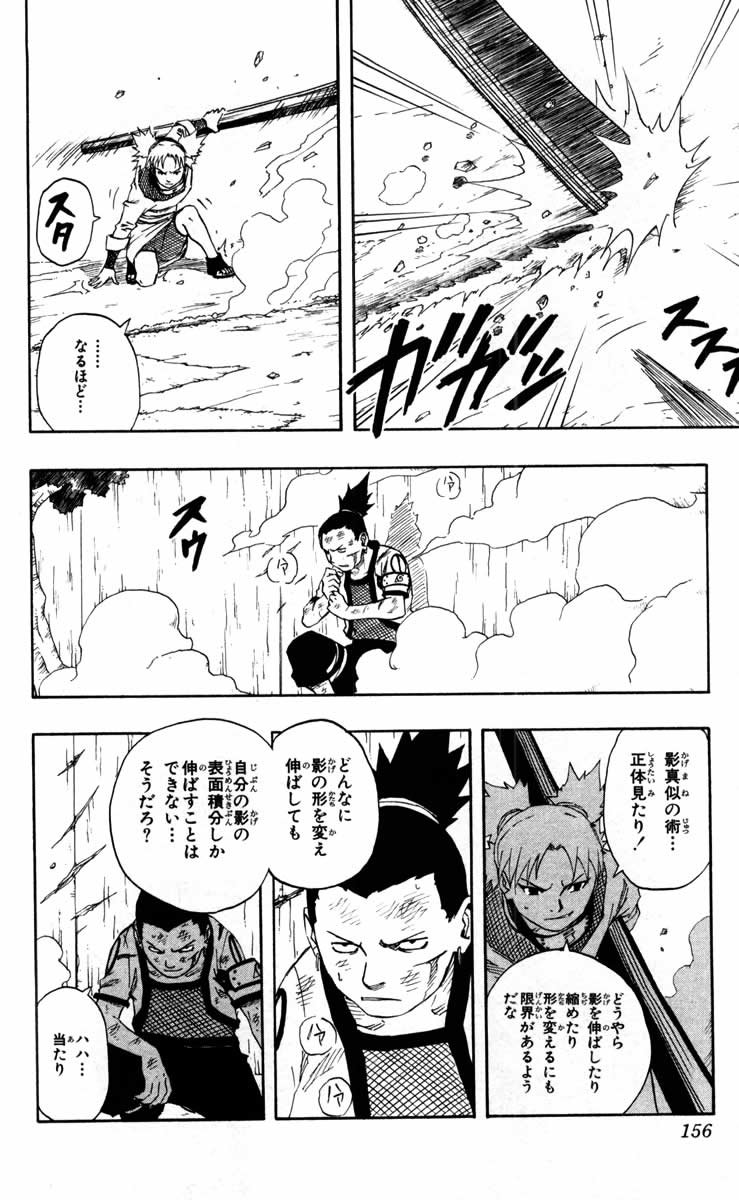 ススス
ガガガッ
スタ
……
なるほど…
ハァ
スゥ
ハァ
影真似の術…
正体見たり!
どうやら
影を伸ばしたり
縮めたり
形を変えるにも
限界があるよう
だな
どんなに
影の形を変え
伸ばしても
ハァ
ハァ
自分の影の
表面積分しか
伸ばすことは
できない…
そうだろ?
ハハ…
当たり
156